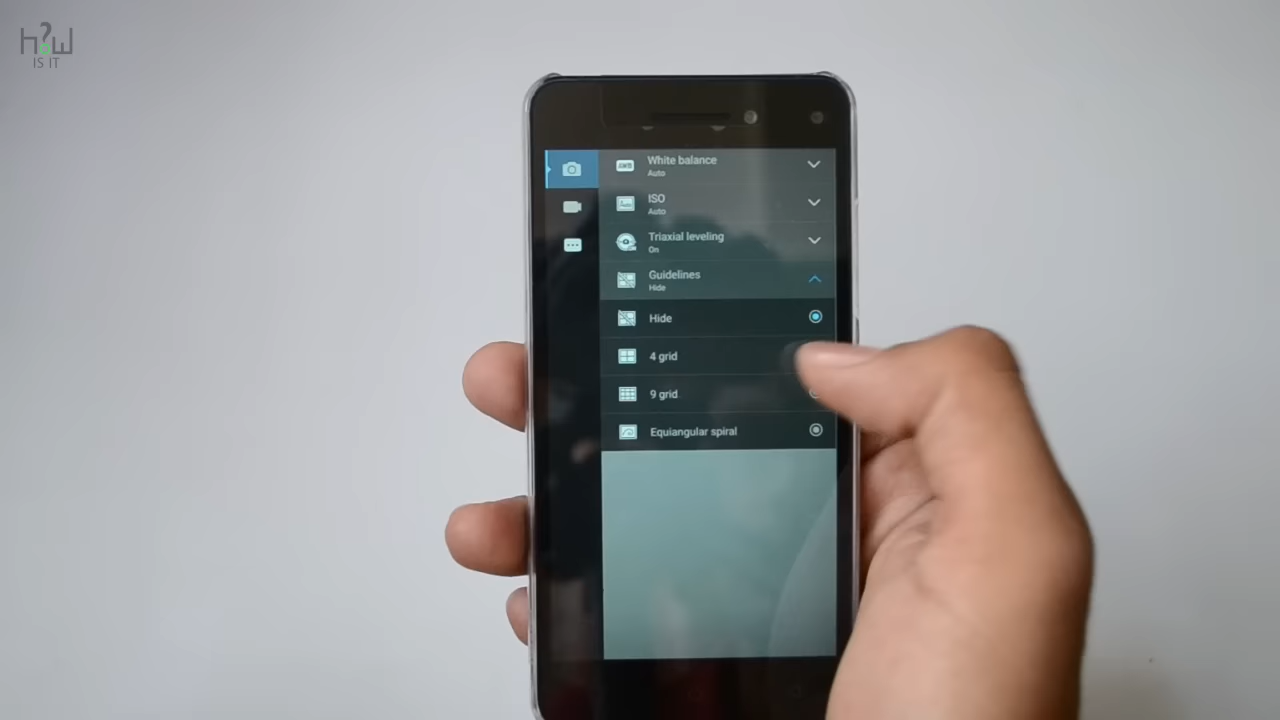 how
IS IT
White balance
Auto
ISO
Auto
Triaxial leveling
On
Guidelines
Hide
Hide
4 grid
9 grid
Equiangular spiral